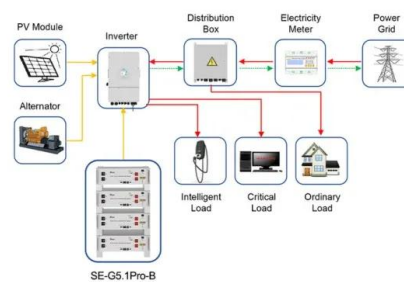 PV Module
Inverter
Distribution
Box
Electricity
Meter
Power
Grid
Alternator
Intelligent
Load
Critical
Load
Ordinary
Load
SE-G5.1Pro-B